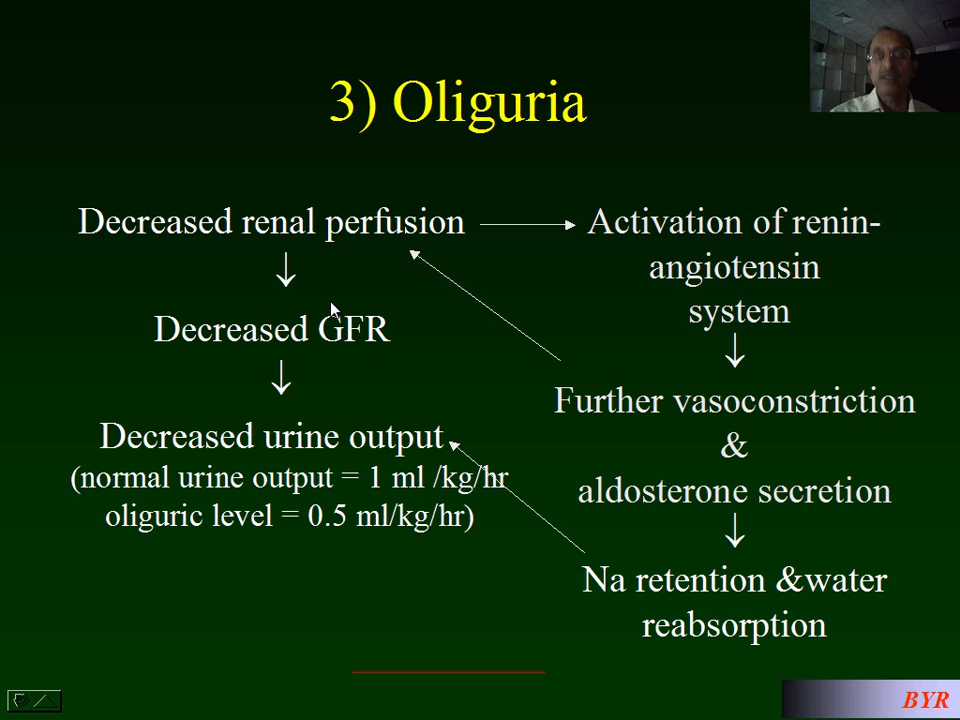 3) Oliguria
Decreased renal perfusion
↓
Decreased GFR
↓
Decreased urine output
(normal urine output = 1 ml /kg/hr
oliguric level = 0.5 ml/kg/hr)
Activation of renin-
angiotensin
system
↓
Further vasoconstriction
&
aldosterone secretion
↓
Na retention &water
reabsorption
BYR